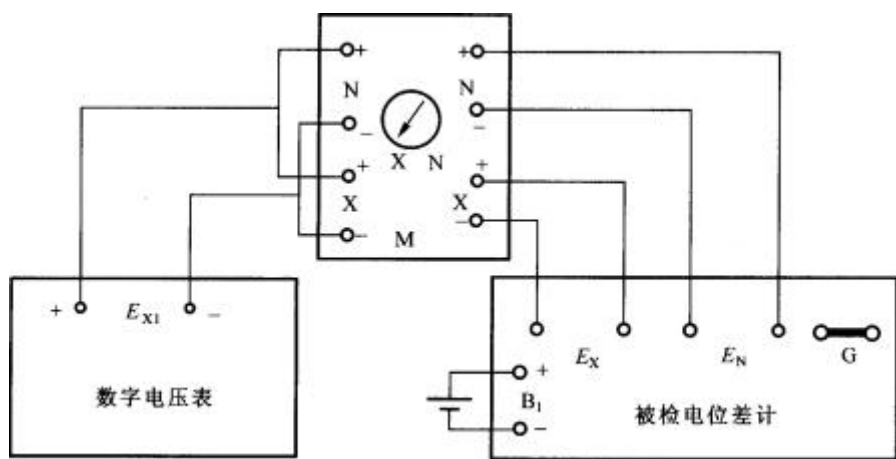 + +
N N
− −
X N
+ +
X X
− −
M
+ E_X1 −
数字电压表
E_X E_N G
+
B_1
−
被检电位差计